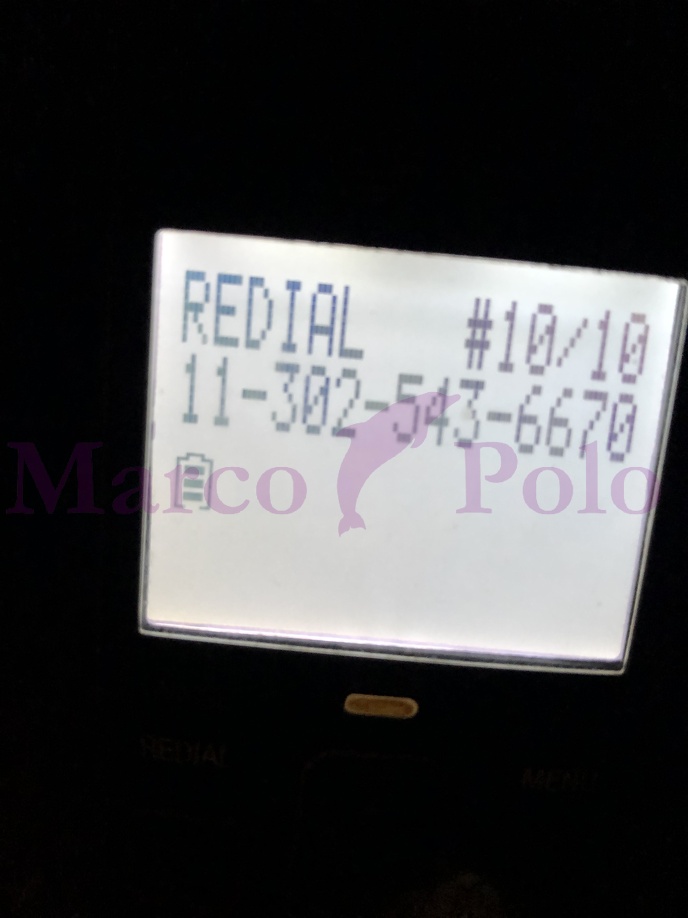 REDIAL #10/10
11-302-543-6670
Marco Polo
REDIAL MENU